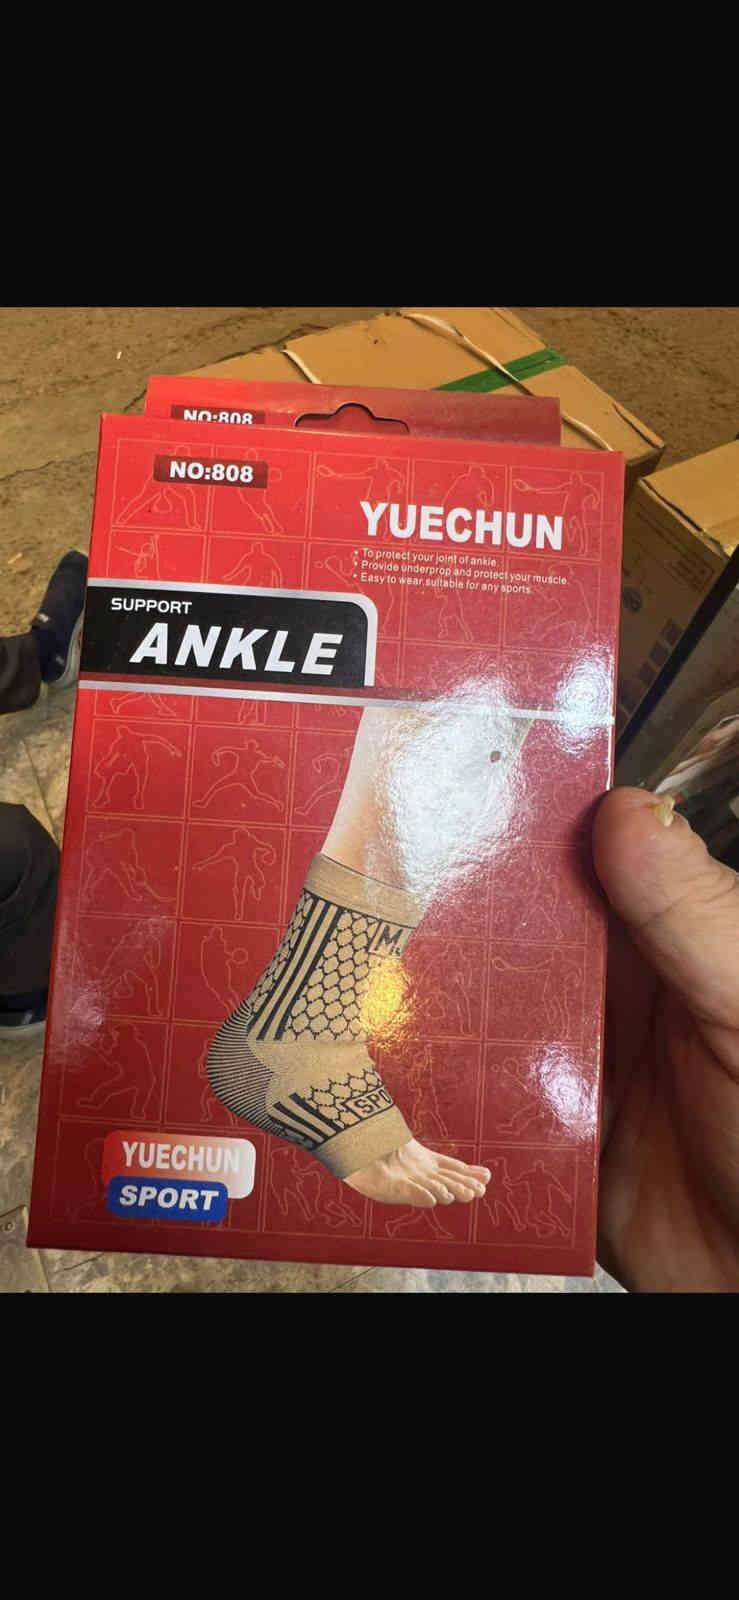 NO:808
NO:808
YUECHUN
• To protect your joint of ankle.
• Provide underprop and protect your muscle.
• Easy to wear,suitable for any sports.
SUPPORT
ANKLE
YUECHUN
SPORT